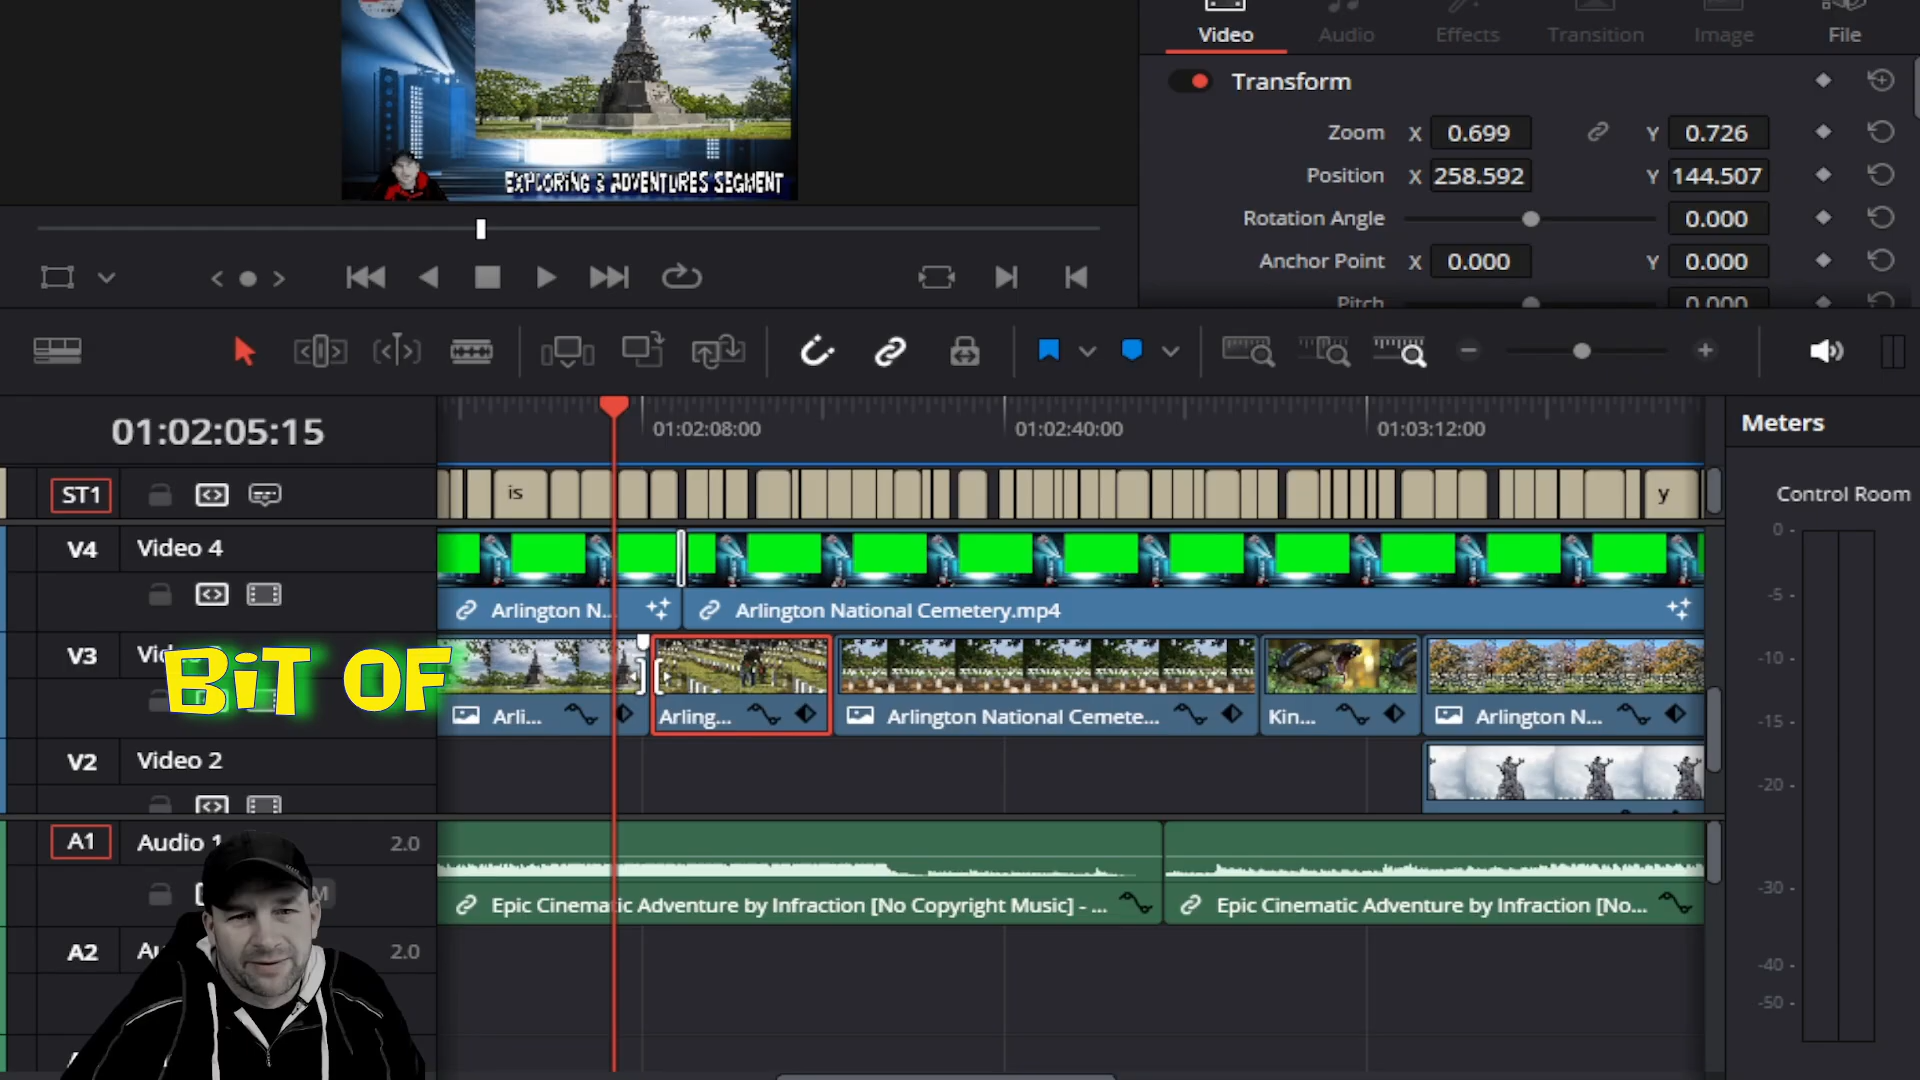 Video Audio Effects Transition Image File
Transform
Zoom X 0.699 Y 0.726
Position X 258.592 Y 144.507
Rotation Angle 0.000
Anchor Point X 0.000 Y 0.000
Pitch 0.000
EXPLORING & ADVENTURES SEGMENT
01:02:05:15
01:02:08:00 01:02:40:00 01:03:12:00
Meters
ST1 is y
Control Room
V4 Video 4
Arlington N... Arlington National Cemetery.mp4
V3
BiT OF
Arli... Arling... Arlington National Cemete... Kin... Arlington N...
V2 Video 2
A1 Audio 1 2.0
M
Epic Cinematic Adventure by Infraction [No Copyright Music] - ... Epic Cinematic Adventure by Infraction [No...
A2 2.0
0 -
-5 -
-10 -
-15 -
-20 -
-30 -
-40 -
-50 -